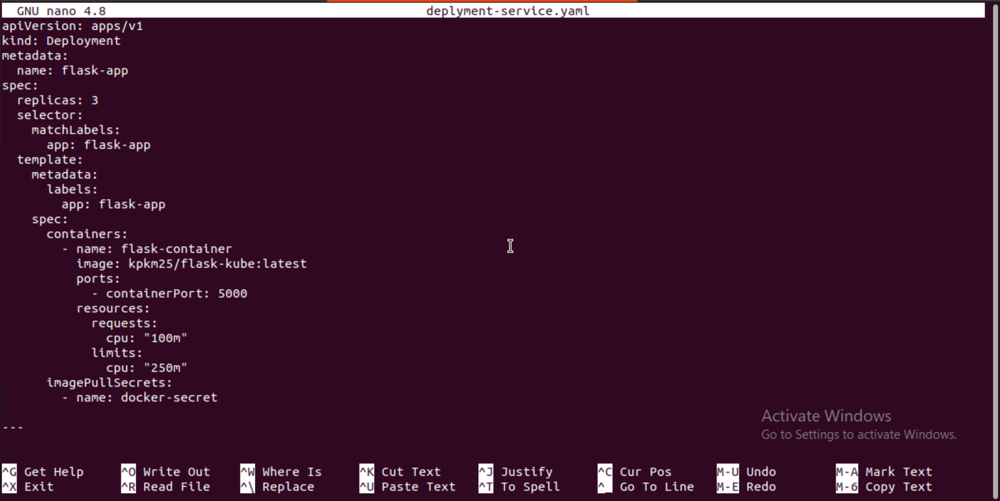 GNU nano 4.8 deplyment-service.yaml
apiVersion: apps/v1
kind: Deployment
metadata:
  name: flask-app
spec:
  replicas: 3
  selector:
    matchLabels:
      app: flask-app
  template:
    metadata:
      labels:
        app: flask-app
    spec:
      containers:
        - name: flask-container
          image: kpkm25/flask-kube:latest
          ports:
            - containerPort: 5000
          resources:
            requests:
              cpu: "100m"
            limits:
              cpu: "250m"
      imagePullSecrets:
        - name: docker-secret
---
Activate Windows
Go to Settings to activate Windows.
^G Get Help ^O Write Out ^W Where Is ^K Cut Text ^J Justify ^C Cur Pos M-U Undo M-A Mark Text
^X Exit ^R Read File ^\ Replace ^U Paste Text ^T To Spell ^_ Go To Line M-E Redo M-6 Copy Text